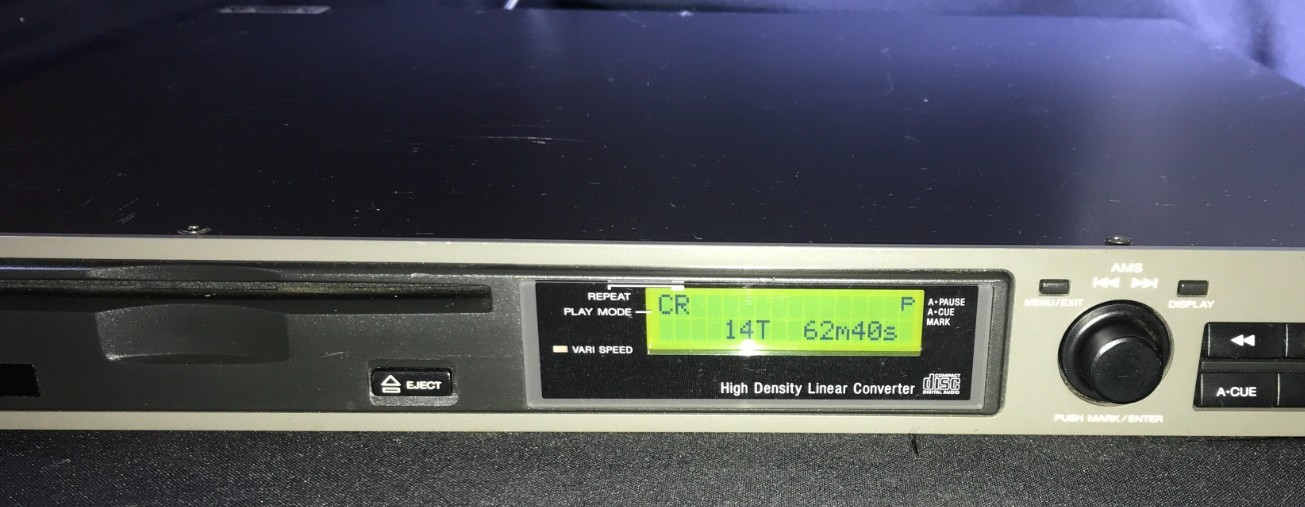 REPEAT
PLAY MODE
VARI SPEED
CR P
14T 62m40s
A•PAUSE
A•CUE
MARK
High Density Linear Converter
COMPACT
disc
DIGITAL AUDIO
EJECT
AMS
MENU/EXIT
DISPLAY
PUSH MARK/ENTER
A•CUE